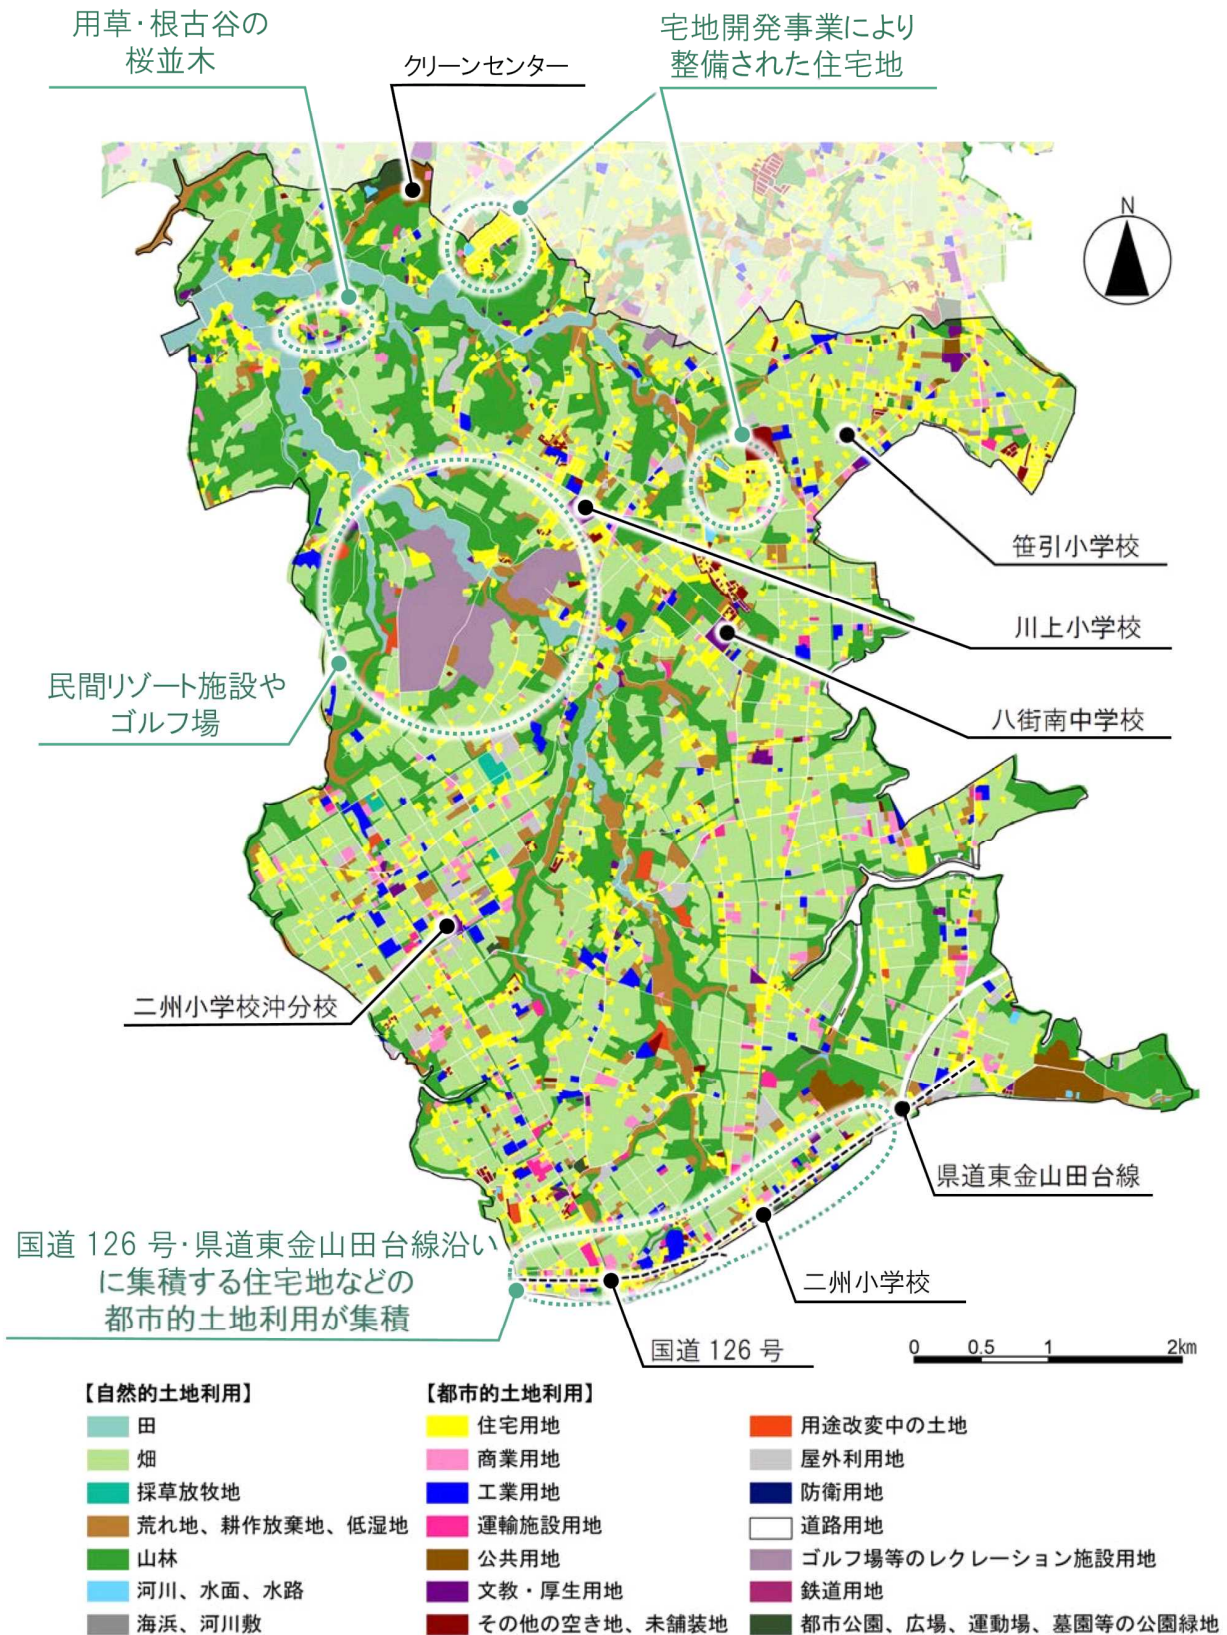 用草・根古谷の
桜並木
クリーンセンター
宅地開発事業により
整備された住宅地
N
笹引小学校
川上小学校
八街南中学校
民間リゾート施設や
ゴルフ場
二州小学校沖分校
県道東金山田台線
国道 126 号・県道東金山田台線沿い
に集積する住宅地などの
都市的土地利用が集積
二州小学校
国道 126 号
0 0.5 1 2km
【自然的土地利用】
田
畑
採草放牧地
荒れ地、耕作放棄地、低湿地
山林
河川、水面、水路
海浜、河川敷
【都市的土地利用】
住宅用地
商業用地
工業用地
運輸施設用地
公共用地
文教・厚生用地
その他の空き地、未舗装地
用途改変中の土地
屋外利用地
防衛用地
道路用地
ゴルフ場等のレクレーション施設用地
鉄道用地
都市公園、広場、運動場、墓園等の公園緑地